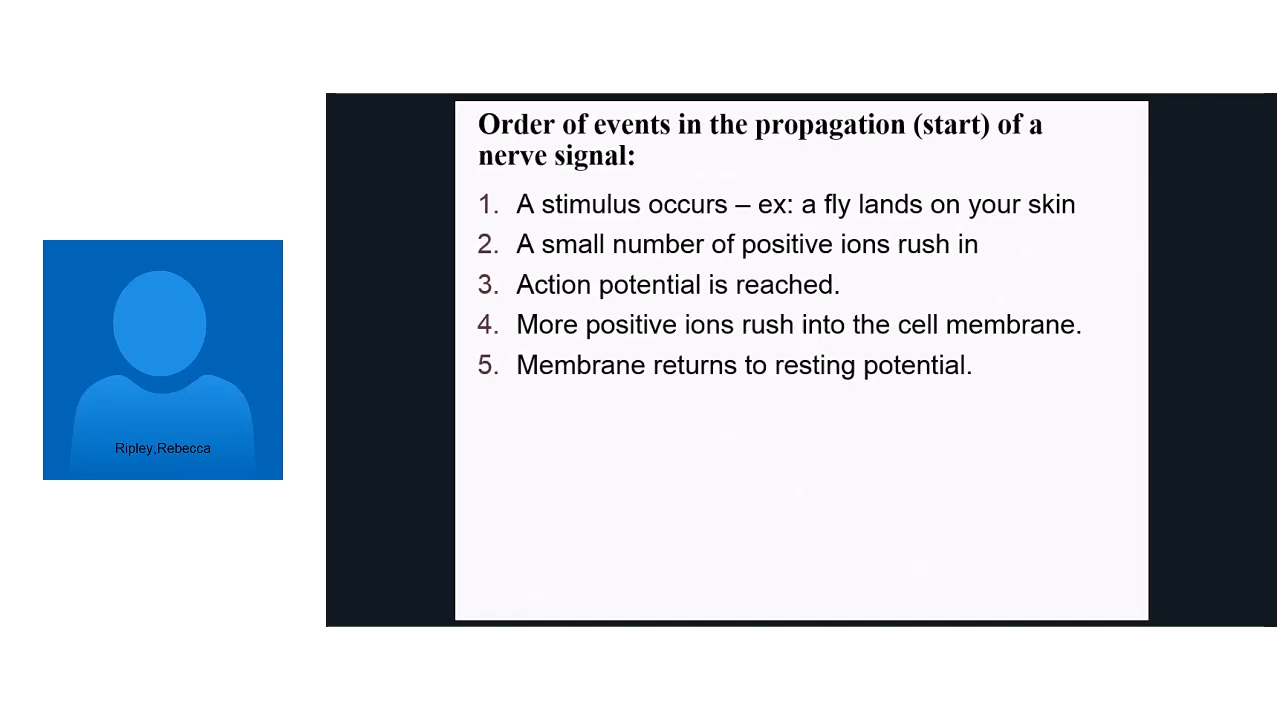 Order of events in the propagation (start) of a
nerve signal:
1. A stimulus occurs – ex: a fly lands on your skin
2. A small number of positive ions rush in
3. Action potential is reached.
4. More positive ions rush into the cell membrane.
5. Membrane returns to resting potential.
Ripley,Rebecca